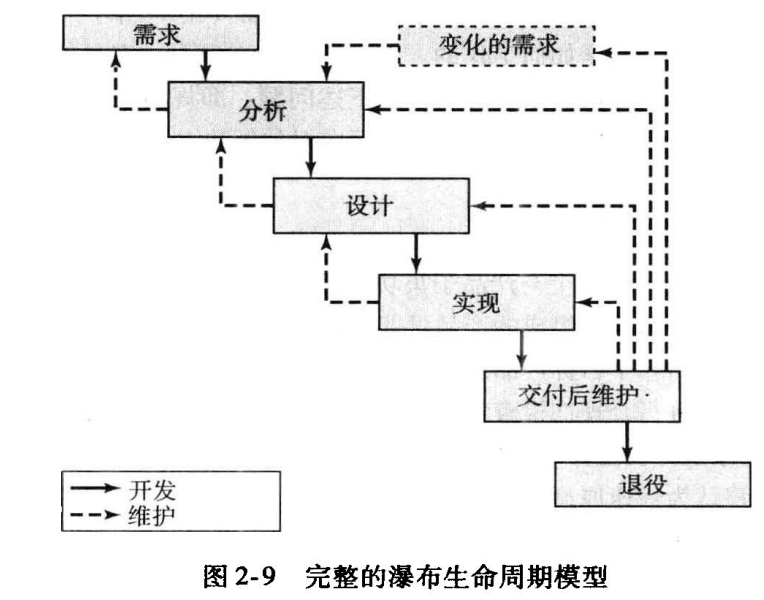 需求
变化的需求
分析
设计
实现
交付后维护
退役
开发
维护
图 2-9 完整的瀑布生命周期模型